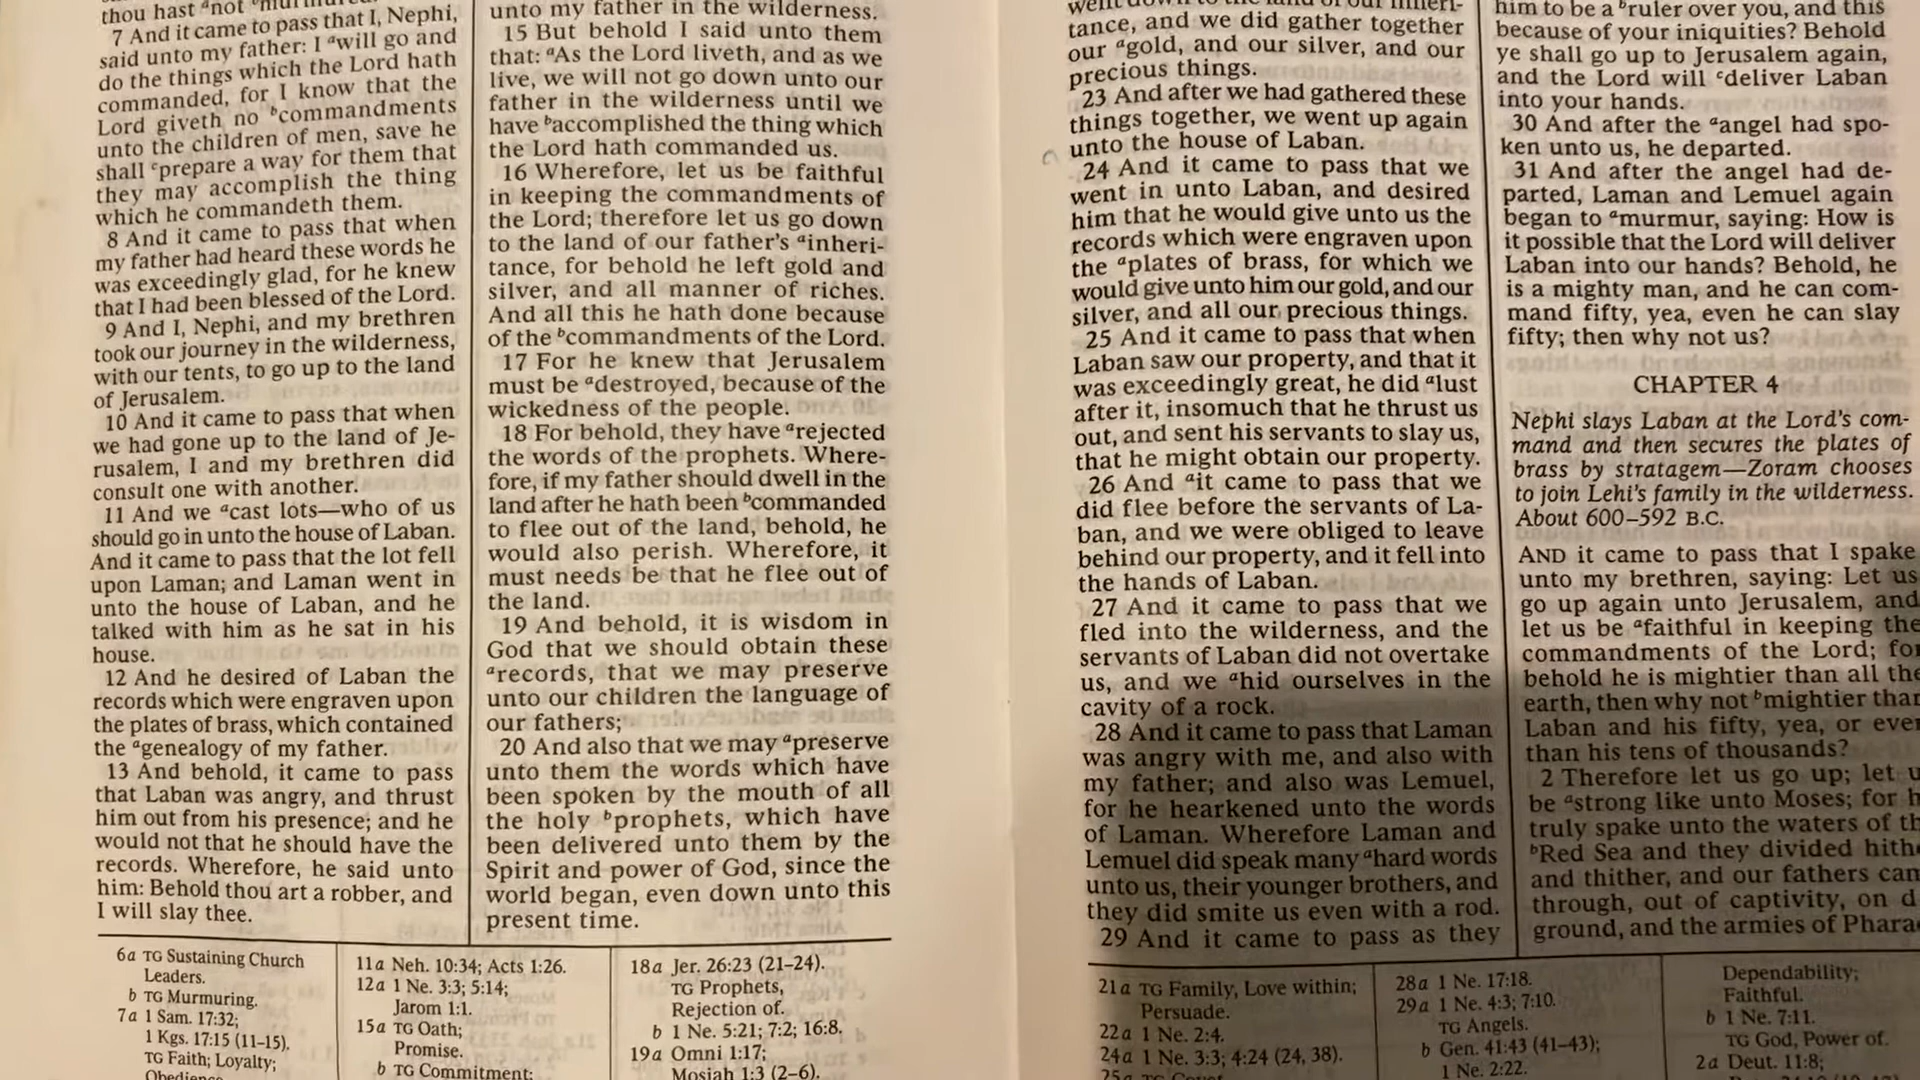 thou hast ᵃnot
7 And it came to pass that I, Nephi,
said unto my father: I ᵃwill go and
do the things which the Lord hath
commanded, for I know that the
Lord giveth no ᵇcommandments
unto the children of men, save he
shall ᶜprepare a way for them that
they may accomplish the thing
which he commandeth them.
8 And it came to pass that when
my father had heard these words he
was exceedingly glad, for he knew
that I had been blessed of the Lord.
9 And I, Nephi, and my brethren
took our journey in the wilderness,
with our tents, to go up to the land
of Jerusalem.
10 And it came to pass that when
we had gone up to the land of Je-
rusalem, I and my brethren did
consult one with another.
11 And we ᵃcast lots—who of us
should go in unto the house of Laban.
And it came to pass that the lot fell
upon Laman; and Laman went in
unto the house of Laban, and he
talked with him as he sat in his
house.
12 And he desired of Laban the
records which were engraven upon
the plates of brass, which contained
the ᵃgenealogy of my father.
13 And behold, it came to pass
that Laban was angry, and thrust
him out from his presence; and he
would not that he should have the
records. Wherefore, he said unto
him: Behold thou art a robber, and
I will slay thee.
unto my father in the wilderness.
15 But behold I said unto them
that: ᵃAs the Lord liveth, and as we
live, we will not go down unto our
father in the wilderness until we
have ᵇaccomplished the thing which
the Lord hath commanded us.
16 Wherefore, let us be faithful
in keeping the commandments of
the Lord; therefore let us go down
to the land of our father's ᵃinheri-
tance, for behold he left gold and
silver, and all manner of riches.
And all this he hath done because
of the ᵇcommandments of the Lord.
17 For he knew that Jerusalem
must be ᵃdestroyed, because of the
wickedness of the people.
18 For behold, they have ᵃrejected
the words of the prophets. Where-
fore, if my father should dwell in the
land after he hath been ᵇcommanded
to flee out of the land, behold, he
would also perish. Wherefore, it
must needs be that he flee out of
the land.
19 And behold, it is wisdom in
God that we should obtain these
ᵃrecords, that we may preserve
unto our children the language of
our fathers;
20 And also that we may ᵃpreserve
unto them the words which have
been spoken by the mouth of all
the holy ᵇprophets, which have
been delivered unto them by the
Spirit and power of God, since the
world began, even down unto this
present time.
6a TG Sustaining Church
Leaders.
b TG Murmuring.
7a 1 Sam. 17:32;
1 Kgs. 17:15 (11–15).
TG Faith; Loyalty;
Obedience
11a Neh. 10:34; Acts 1:26.
12a 1 Ne. 3:3; 5:14;
Jarom 1:1.
15a TG Oath;
Promise.
b TG Commitment;
18a Jer. 26:23 (21–24).
TG Prophets,
Rejection of.
b 1 Ne. 5:21; 7:2; 16:8.
19a Omni 1:17;
Mosiah 1:3 (2–6).
went down to the land of our inheri-
tance, and we did gather together
our ᵃgold, and our silver, and our
precious things.
23 And after we had gathered these
things together, we went up again
unto the house of Laban.
24 And it came to pass that we
went in unto Laban, and desired
him that he would give unto us the
records which were engraven upon
the ᵃplates of brass, for which we
would give unto him our gold, and our
silver, and all our precious things.
25 And it came to pass that when
Laban saw our property, and that it
was exceedingly great, he did ᵃlust
after it, insomuch that he thrust us
out, and sent his servants to slay us,
that he might obtain our property.
26 And ᵃit came to pass that we
did flee before the servants of La-
ban, and we were obliged to leave
behind our property, and it fell into
the hands of Laban.
27 And it came to pass that we
fled into the wilderness, and the
servants of Laban did not overtake
us, and we ᵃhid ourselves in the
cavity of a rock.
28 And it came to pass that Laman
was angry with me, and also with
my father; and also was Lemuel,
for he hearkened unto the words
of Laman. Wherefore Laman and
Lemuel did speak many ᵃhard words
unto us, their younger brothers, and
they did smite us even with a rod.
29 And it came to pass as they
him to be a ᵇruler over you, and this
because of your iniquities? Behold
ye shall go up to Jerusalem again,
and the Lord will ᶜdeliver Laban
into your hands.
30 And after the ᵃangel had spo-
ken unto us, he departed.
31 And after the angel had de-
parted, Laman and Lemuel again
began to ᵃmurmur, saying: How is
it possible that the Lord will deliver
Laban into our hands? Behold, he
is a mighty man, and he can com-
mand fifty, yea, even he can slay
fifty; then why not us?
CHAPTER 4
Nephi slays Laban at the Lord's com-
mand and then secures the plates of
brass by stratagem—Zoram chooses
to join Lehi's family in the wilderness.
About 600–592 B.C.
AND it came to pass that I spake
unto my brethren, saying: Let us
go up again unto Jerusalem, and
let us be ᵃfaithful in keeping the
commandments of the Lord; for
behold he is mightier than all the
earth, then why not ᵇmightier than
Laban and his fifty, yea, or even
than his tens of thousands?
2 Therefore let us go up; let u
be ᵃstrong like unto Moses; for h
truly spake unto the waters of th
ᵇRed Sea and they divided hith
and thither, and our fathers cam
through, out of captivity, on d
ground, and the armies of Phara
21a TG Family, Love within;
Persuade.
22a 1 Ne. 2:4.
24a 1 Ne. 3:3; 4:24 (24, 38).
25a TG
28a 1 Ne. 17:18.
29a 1 Ne. 4:3; 7:10.
TG Angels.
b Gen. 41:43 (41–43);
1 Ne. 2:22.
Dependability;
Faithful.
b 1 Ne. 7:11.
TG God, Power of.
2a Deut. 11:8;